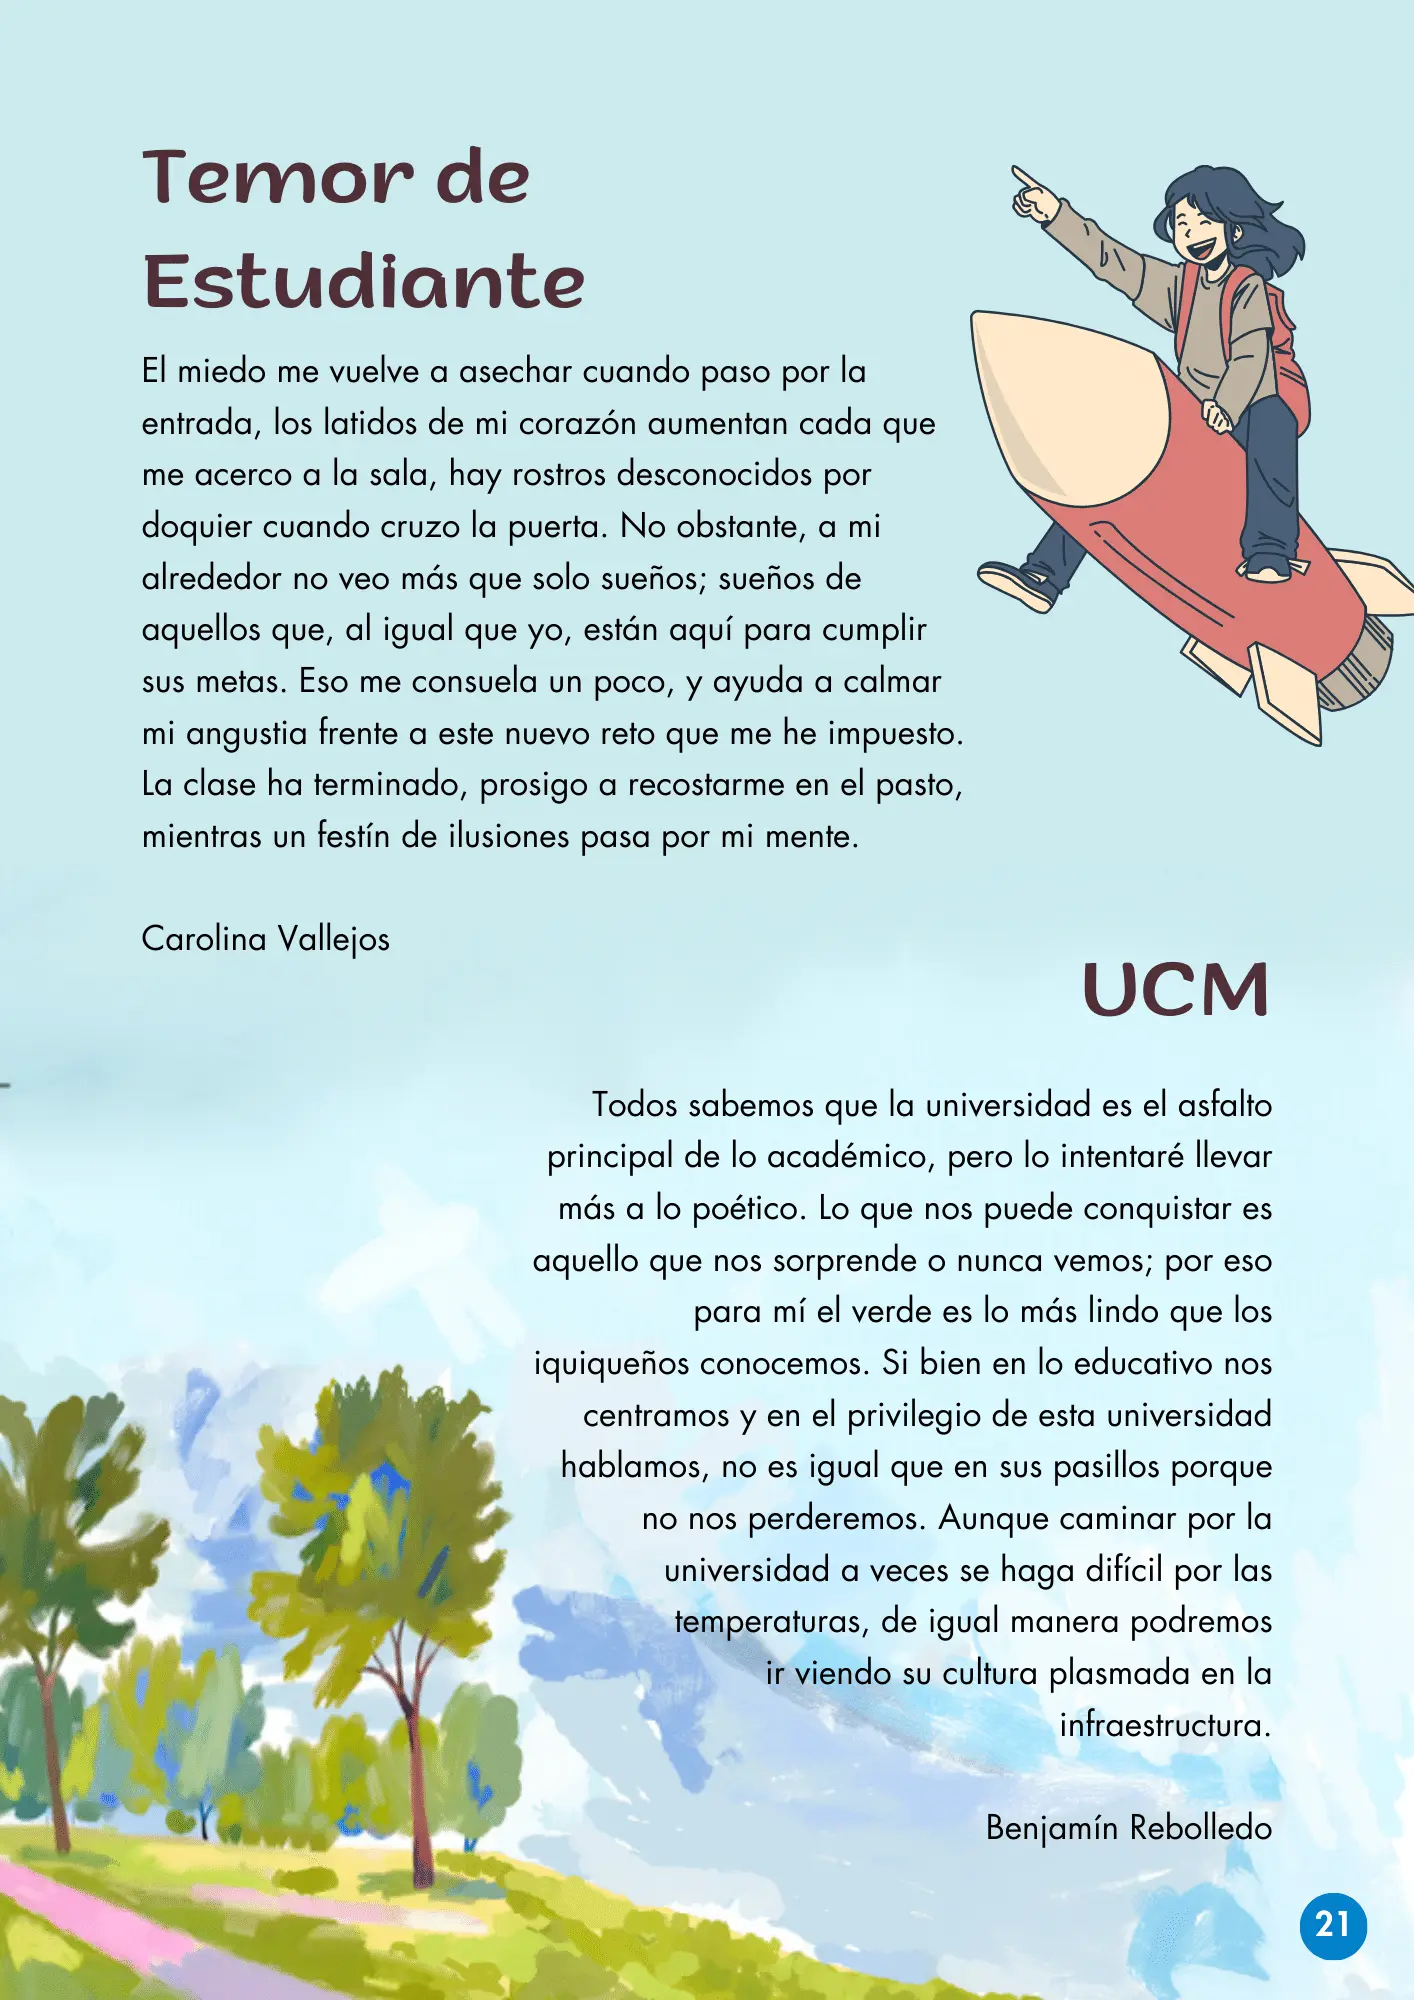 Temor de
Estudiante
El miedo me vuelve a asechar cuando paso por la
entrada, los latidos de mi corazón aumentan cada que
me acerco a la sala, hay rostros desconocidos por
doquier cuando cruzo la puerta. No obstante, a mi
alrededor no veo más que solo sueños; sueños de
aquellos que, al igual que yo, están aquí para cumplir
sus metas. Eso me consuela un poco, y ayuda a calmar
mi angustia frente a este nuevo reto que me he impuesto.
La clase ha terminado, prosigo a recostarme en el pasto,
mientras un festín de ilusiones pasa por mi mente.
Carolina Vallejos
UCM
Todos sabemos que la universidad es el asfalto
principal de lo académico, pero lo intentaré llevar
más a lo poético. Lo que nos puede conquistar es
aquello que nos sorprende o nunca vemos; por eso
para mí el verde es lo más lindo que los
iquiqueños conocemos. Si bien en lo educativo nos
centramos y en el privilegio de esta universidad
hablamos, no es igual que en sus pasillos porque
no nos perderemos. Aunque caminar por la
universidad a veces se haga difícil por las
temperaturas, de igual manera podremos
ir viendo su cultura plasmada en la
infraestructura.
Benjamín Rebolledo
21